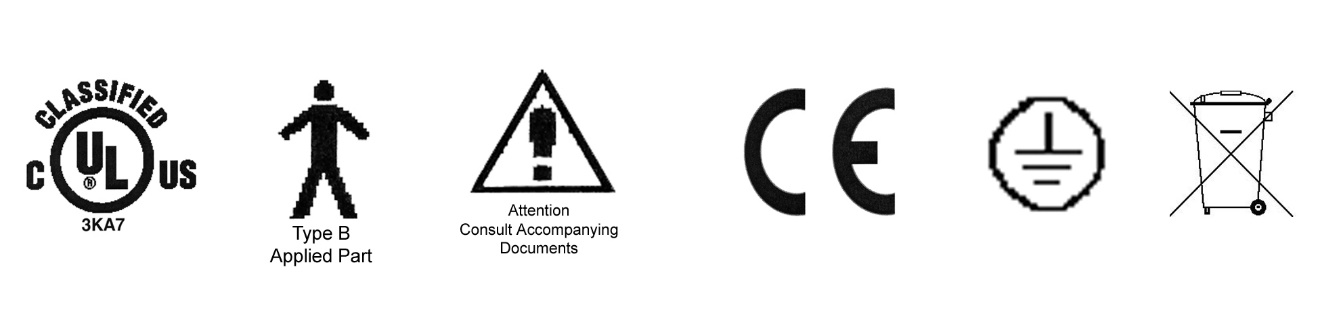 CLASSIFIED
C UL US
®
3KA7
Type B
Applied Part
Attention
Consult Accompanying
Documents
CE